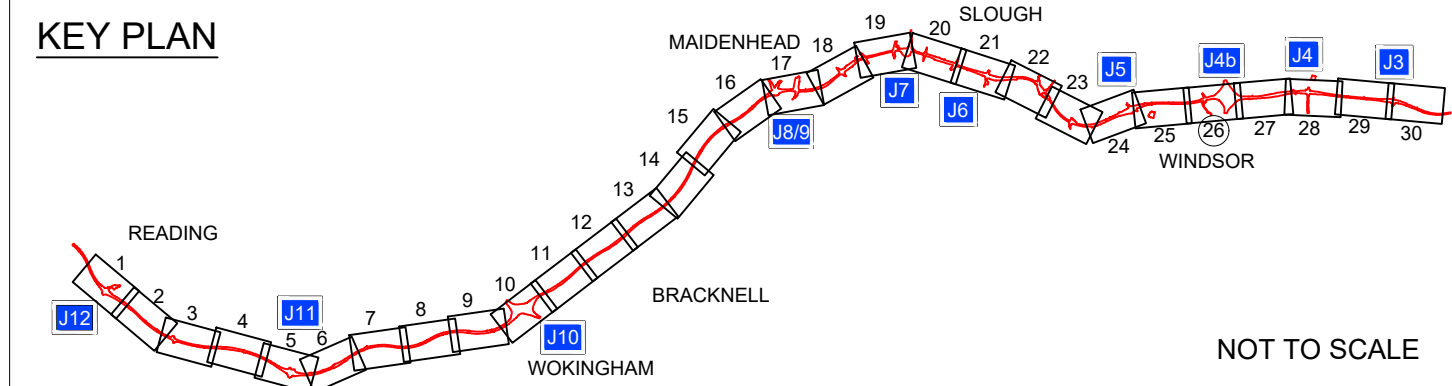 KEY PLAN
READING
J12
1
2
3
4
J11
5
6
7
8
9
10
J10
WOKINGHAM
11
12
13
BRACKNELL
14
15
16
MAIDENHEAD
17
J8/9
18
19
J7
20
SLOUGH
J6
21
22
23
J5
24
25
WINDSOR
J4b
26
27
J4
28
29
J3
30
NOT TO SCALE